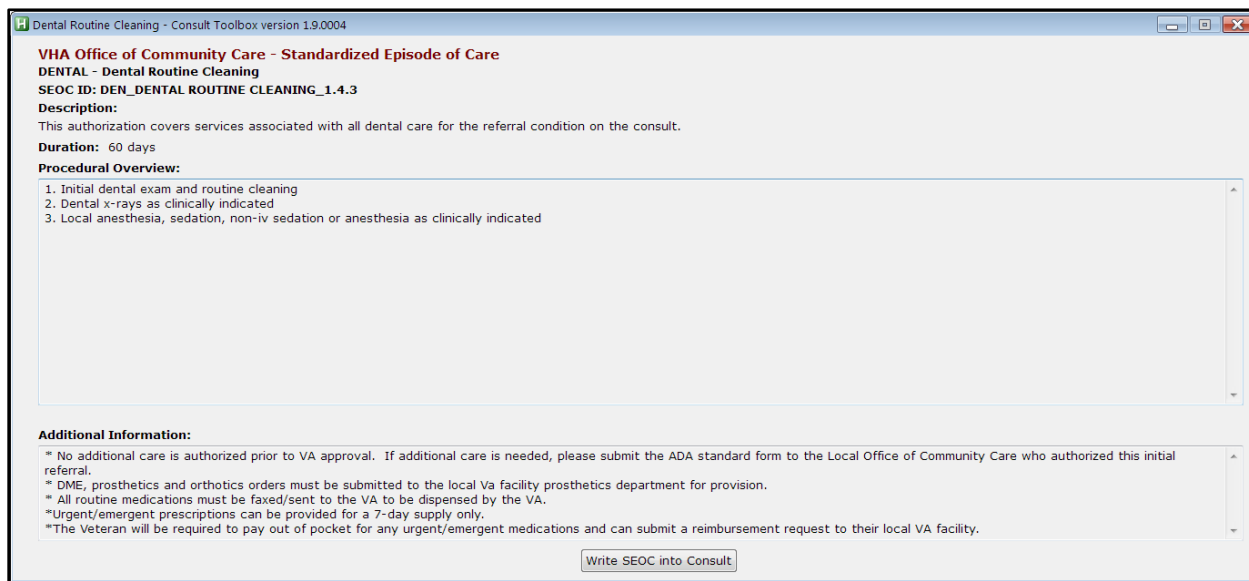 Dental Routine Cleaning - Consult Toolbox version 1.9.0004
VHA Office of Community Care - Standardized Episode of Care
DENTAL - Dental Routine Cleaning
SEOC ID: DEN_DENTAL ROUTINE CLEANING_1.4.3
Description:
This authorization covers services associated with all dental care for the referral condition on the consult.
Duration: 60 days
Procedural Overview:
1. Initial dental exam and routine cleaning
2. Dental x-rays as clinically indicated
3. Local anesthesia, sedation, non-iv sedation or anesthesia as clinically indicated
Additional Information:
* No additional care is authorized prior to VA approval.  If additional care is needed, please submit the ADA standard form to the Local Office of Community Care who authorized this initial
referral.
* DME, prosthetics and orthotics orders must be submitted to the local Va facility prosthetics department for provision.
* All routine medications must be faxed/sent to the VA to be dispensed by the VA.
*Urgent/emergent prescriptions can be provided for a 7-day supply only.
*The Veteran will be required to pay out of pocket for any urgent/emergent medications and can submit a reimbursement request to their local VA facility.
Write SEOC into Consult